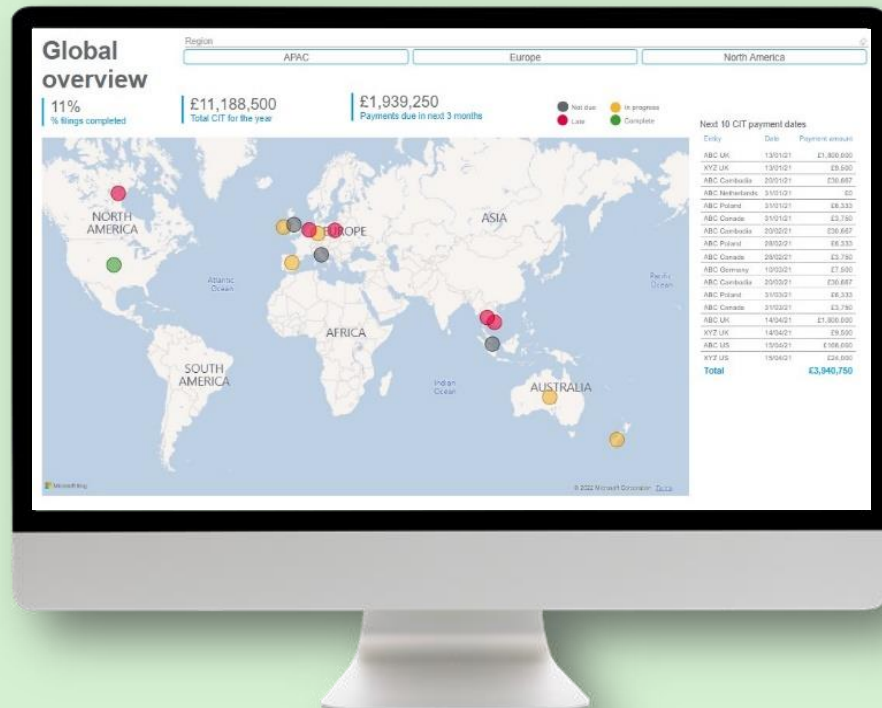 Global
overview
Region
APAC
Europe
North America
11%
% filings completed
£11,188,500
Total CIT for the year
£1,939,250
Payments due in next 3 months
Not due
In progress
Late
Complete
Next 10 CIT payment dates
Entity Date Payment amount
ABC UK 13/01/21 £1,800,000
XYZ UK 13/01/21 £9,500
ABC Cambodia 20/01/21 £30,667
ABC Netherlands 31/01/21 £0
ABC Poland 31/01/21 £8,333
ABC Canada 31/01/21 £3,750
ABC Cambodia 20/02/21 £30,667
ABC Poland 28/02/21 £8,333
ABC Canada 28/02/21 £3,750
ABC Germany 10/03/21 £7,500
ABC Cambodia 20/03/21 £30,667
ABC Poland 31/03/21 £8,333
ABC Canada 31/03/21 £3,750
ABC UK 14/04/21 £1,800,000
XYZ UK 14/04/21 £9,500
ABC US 15/04/21
XYZ US 15/04/21 £24,000
Total £3,940,750
NORTH
AMERICA
EUROPE
ASIA
Atlantic
Ocean
Pacific
Ocean
AFRICA
SOUTH
AMERICA
Indian
Ocean
AUSTRALIA
Microsoft Bing
© 2022 Microsoft Corporation Terms